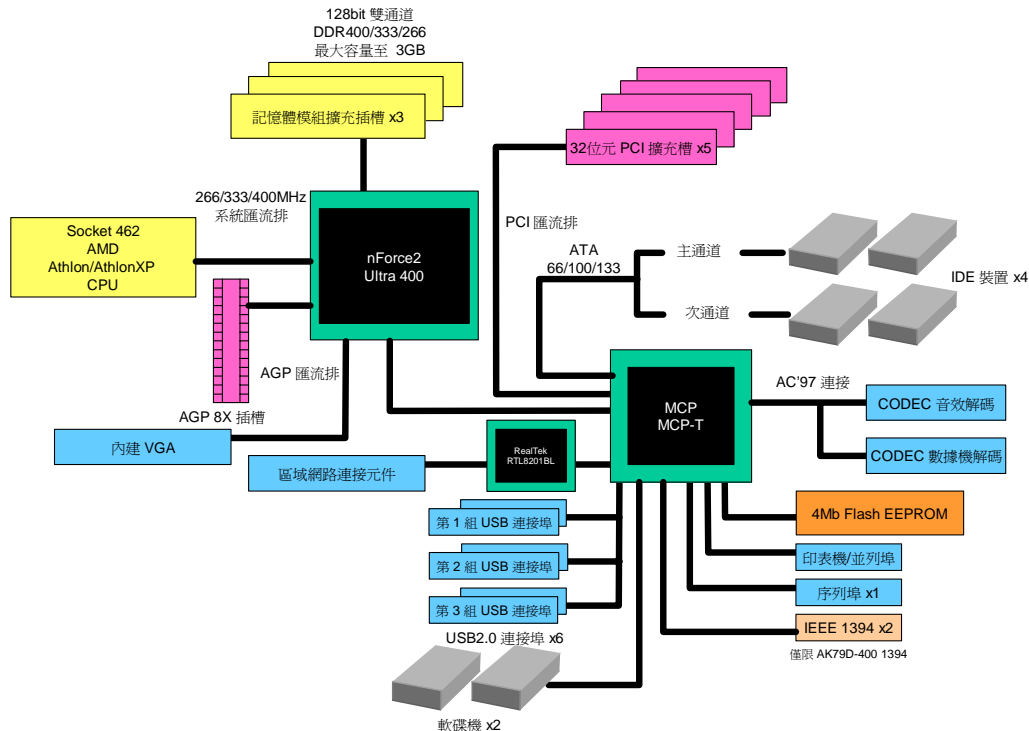 128bit 雙通道
DDR400/333/266
最大容量至 3GB
記憶體模組擴充插槽 x3
32位元 PCI 擴充槽 x5
266/333/400MHz
系統匯流排
Socket 462
AMD
Athlon/AthlonXP
CPU
nForce2
Ultra 400
PCI 匯流排
ATA
66/100/133
主通道
次通道
IDE 裝置 x4
AGP 匯流排
AGP 8X 插槽
內建 VGA
MCP
MCP-T
AC'97 連接
CODEC 音效解碼
CODEC 數據機解碼
RealTek
RTL8201BL
區域網路連接元件
第 1 組 USB 連接埠
第 2 組 USB 連接埠
第 3 組 USB 連接埠
USB2.0 連接埠 x6
4Mb Flash EEPROM
印表機/並列埠
序列埠 x1
IEEE 1394 x2
僅限 AK79D-400 1394
軟碟機 x2